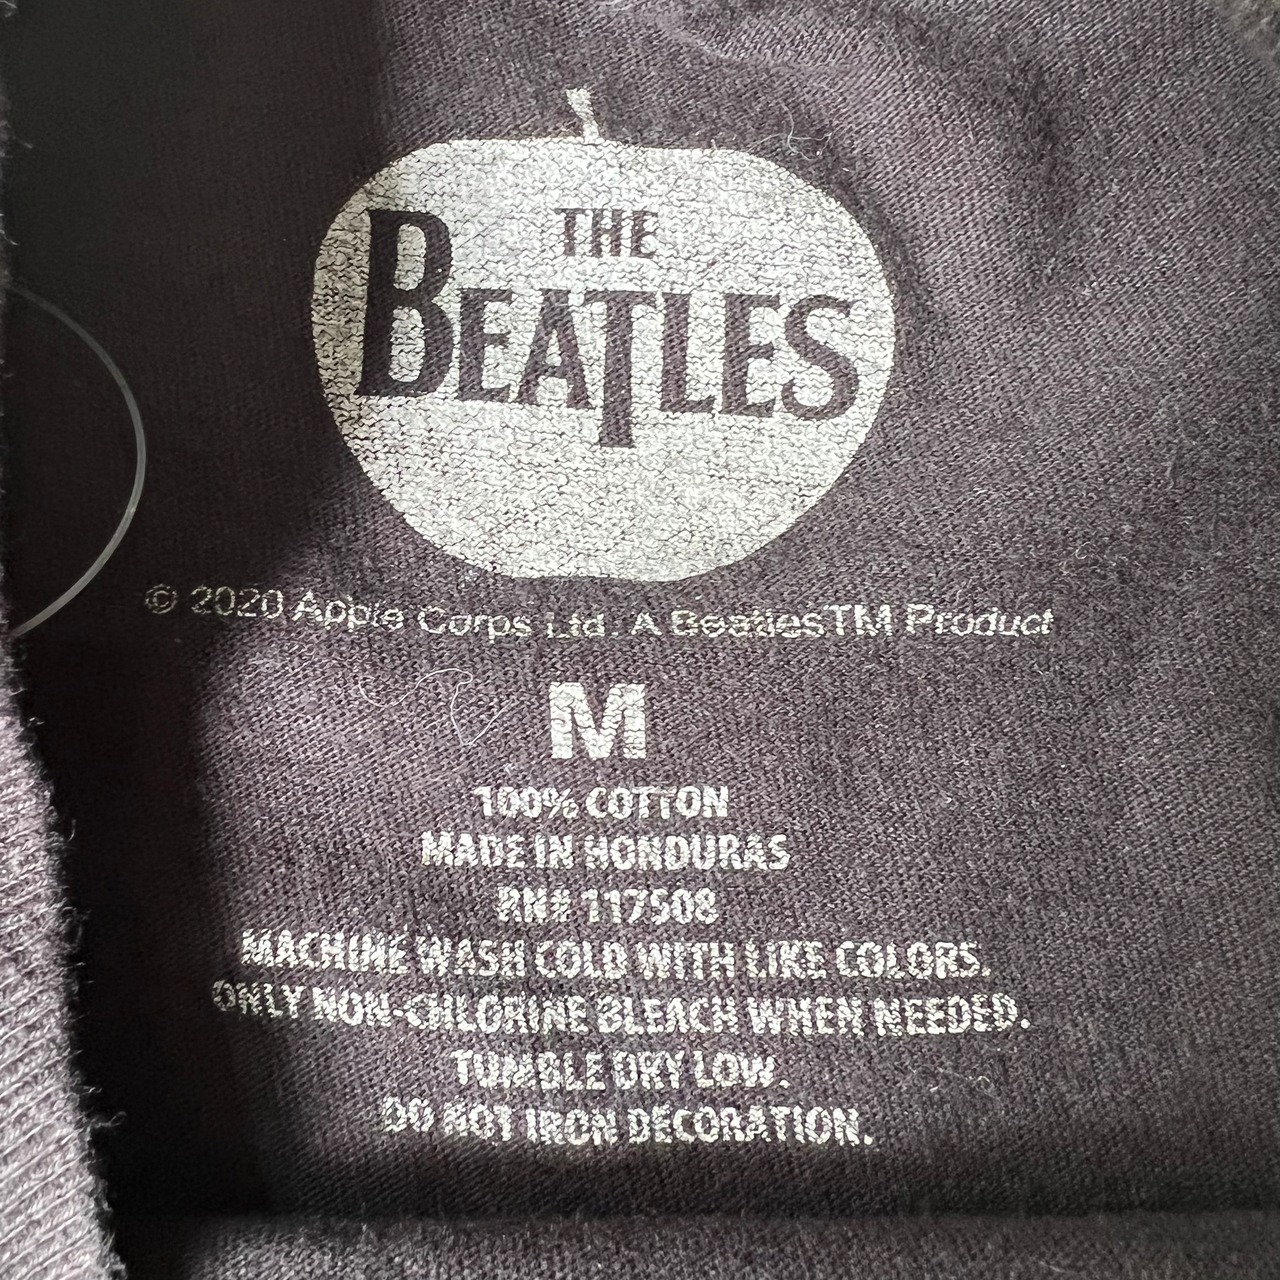 THE
BEATLES
© 2020 Apple Corps Ltd. A BeatlesTM Product
M
100% COTTON
MADE IN HONDURAS
RN# 117508
MACHINE WASH COLD WITH LIKE COLORS.
ONLY NON-CHLORINE BLEACH WHEN NEEDED.
TUMBLE DRY LOW.
DO NOT IRON DECORATION.